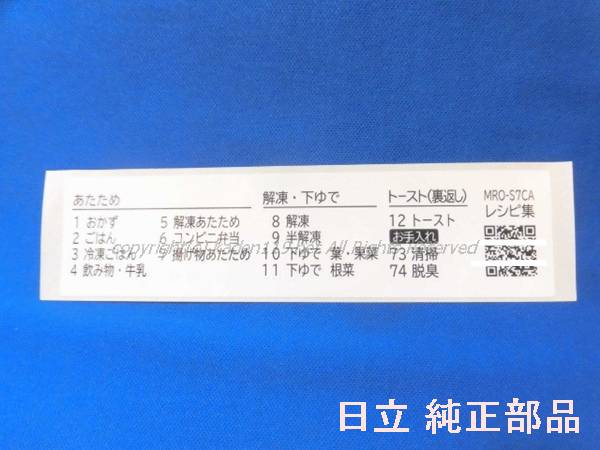 あたため
1 おかず
2 ごはん
3 冷凍ごはん
4 飲み物・牛乳
5 解凍あたため
6 コンビニ弁当
7 揚げ物あたため
解凍・下ゆで
8 解凍
9 半解凍
10 下ゆで 葉・果菜
11 下ゆで 根菜
トースト(裏返し)
12 トースト
お手入れ
73 清掃
74 脱臭
MRO-S7CA
レシピ集
All Rights Reserved
日立 純正部品